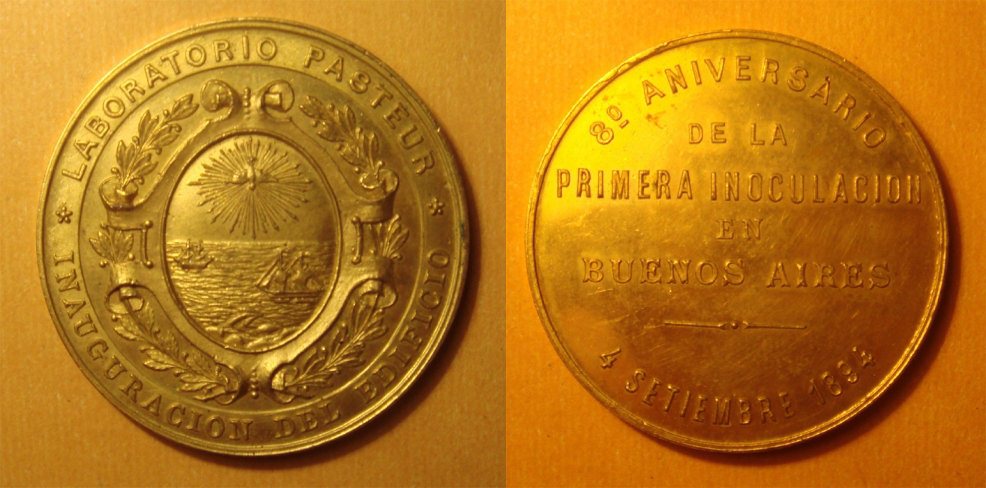 LABORATORIO PASTEUR
* INAUGURACION DEL EDIFICIO *
8º ANIVERSARIO
DE LA
PRIMERA INOCULACION
EN
BUENOS AIRES
4 SETIEMBRE 1894